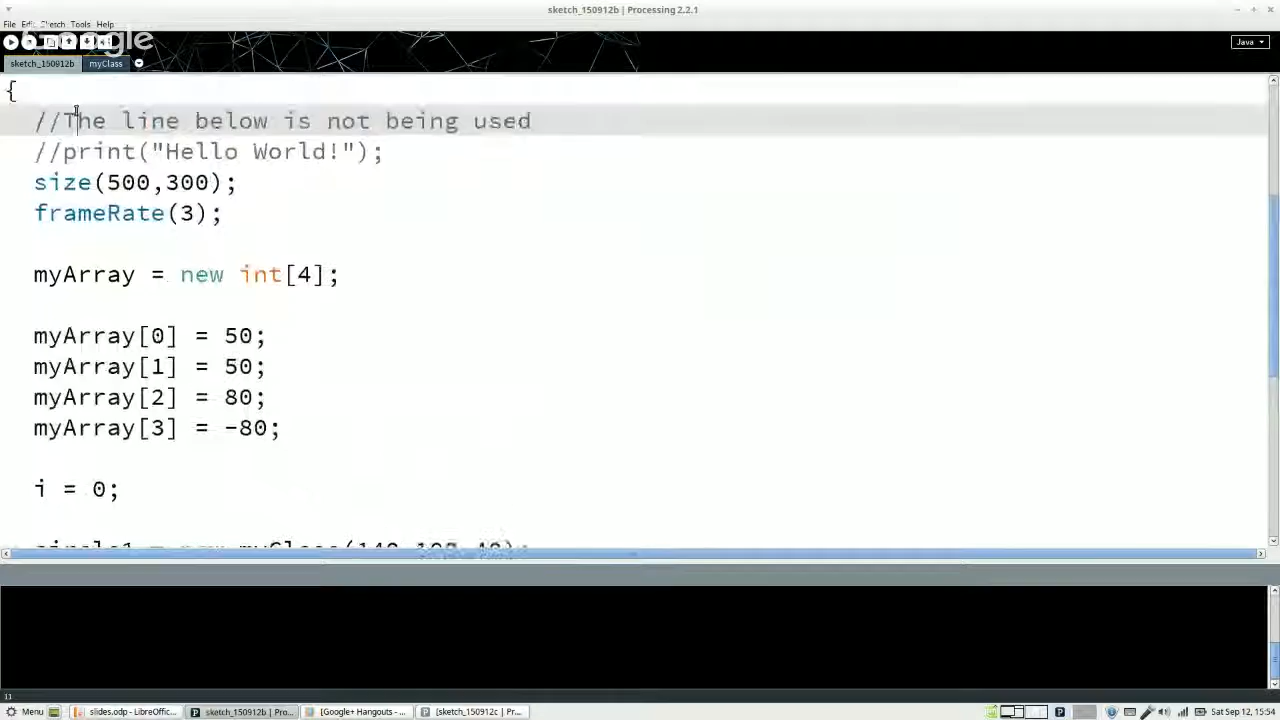 sketch_150912b | Processing 2.2.1
File Edit Sketch Tools Help
Google
Java
sketch_150912b myClass
{
//The line below is not being used
//print("Hello World!");
size(500,300);
frameRate(3);
myArray = new int[4];
myArray[0] = 50;
myArray[1] = 50;
myArray[2] = 80;
myArray[3] = -80;
i = 0;
11
Menu slides.odp - LibreOffic... sketch_150912b | Pro... [Google+ Hangouts - ... [sketch_150912c | Pr... Sat Sep 12, 15:54